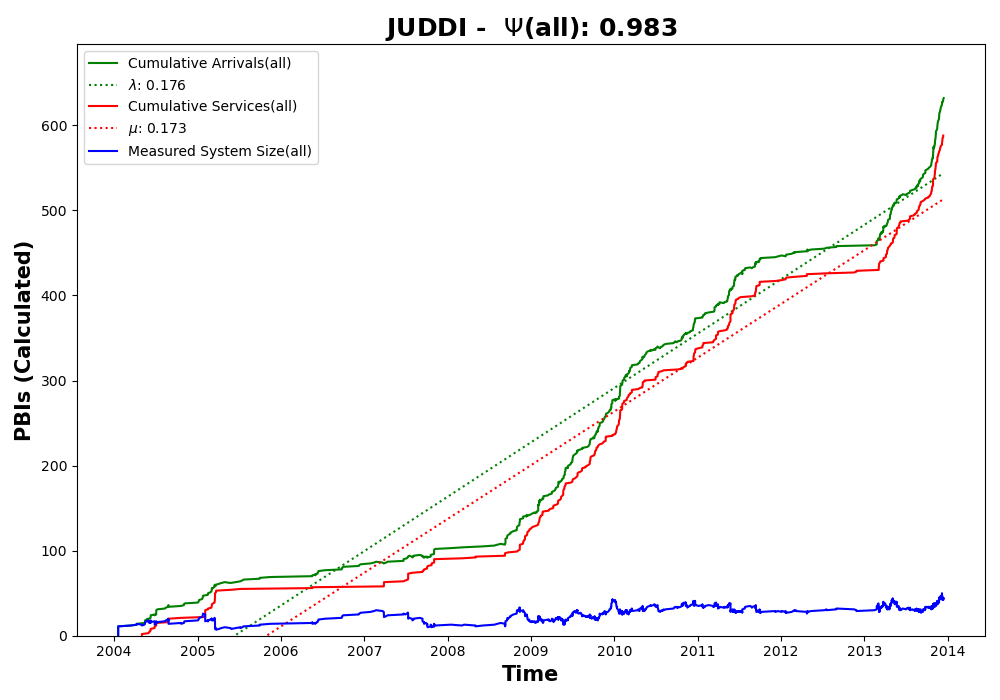 JUDDI - Ψ(all): 0.983
Cumulative Arrivals(all)
λ: 0.176
Cumulative Services(all)
μ: 0.173
Measured System Size(all)
PBIs (Calculated)
600
500
400
300
200
100
0
2004 2005 2006 2007 2008 2009 2010 2011 2012 2013 2014
Time